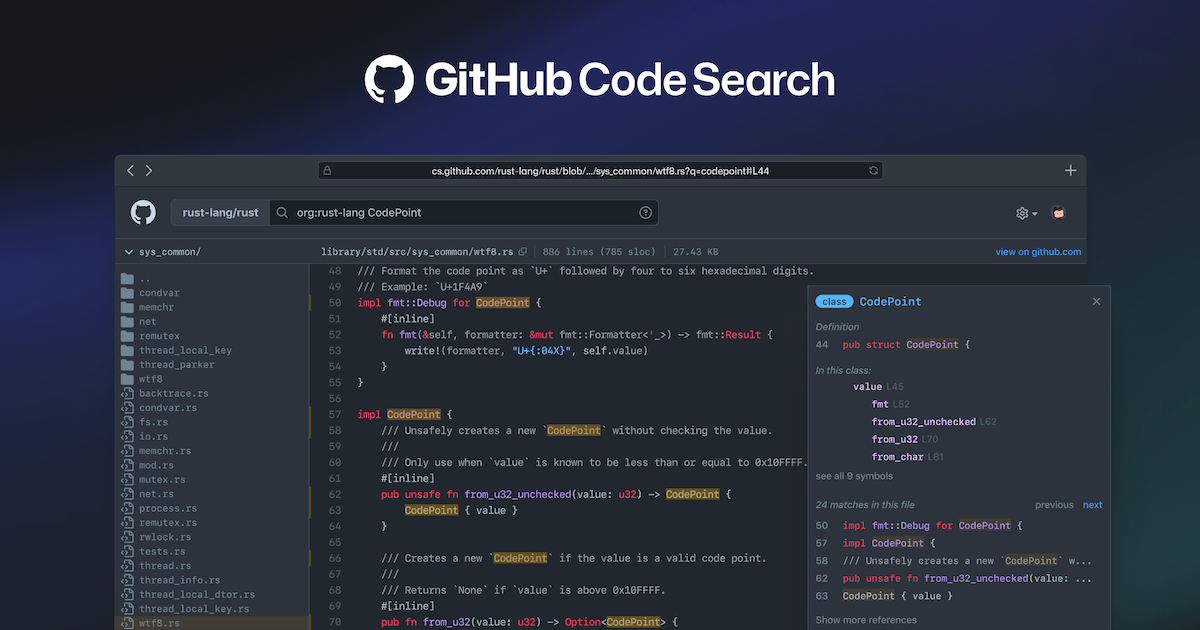 GitHub Code Search
cs.github.com/rust-lang/rust/blob/.../sys_common/wtf8.rs?q=codepoint#L44
rust-lang/rust
org:rust-lang CodePoint
sys_common/
library/std/src/sys_common/wtf8.rs
886 lines (785 sloc)
27.43 KB
view on github.com
..
condvar
memchr
net
remutex
thread_local_key
thread_parker
wtf8
backtrace.rs
condvar.rs
fs.rs
io.rs
memchr.rs
mod.rs
mutex.rs
net.rs
process.rs
remutex.rs
rwlock.rs
tests.rs
thread.rs
thread_info.rs
thread_local_dtor.rs
thread_local_key.rs
wtf8.rs
48 /// Format the code point as `U+` followed by four to six hexadecimal digits.
49 /// Example: `U+1F4A9`
50 impl fmt::Debug for CodePoint {
51 #[inline]
52 fn fmt(&self, formatter: &mut fmt::Formatter<'_>) -> fmt::Result {
53 write!(formatter, "U+{:04X}", self.value)
54 }
55 }
56
57 impl CodePoint {
58 /// Unsafely creates a new `CodePoint` without checking the value.
59 ///
60 /// Only use when `value` is known to be less than or equal to 0x10FFFF.
61 #[inline]
62 pub unsafe fn from_u32_unchecked(value: u32) -> CodePoint {
63 CodePoint { value }
64 }
65
66 /// Creates a new `CodePoint` if the value is a valid code point.
67 ///
68 /// Returns `None` if `value` is above 0x10FFFF.
69 #[inline]
70 pub fn from_u32(value: u32) -> Option<CodePoint> {
class CodePoint
Definition
44 pub struct CodePoint {
In this class:
value L45
fmt L52
from_u32_unchecked L62
from_u32 L70
from_char L81
see all 9 symbols
24 matches in this file previous next
50 impl fmt::Debug for CodePoint {
57 impl CodePoint {
58 /// Unsafely creates a new `CodePoint` w...
62 pub unsafe fn from_u32_unchecked(value: ...
63 CodePoint { value }
Show more references